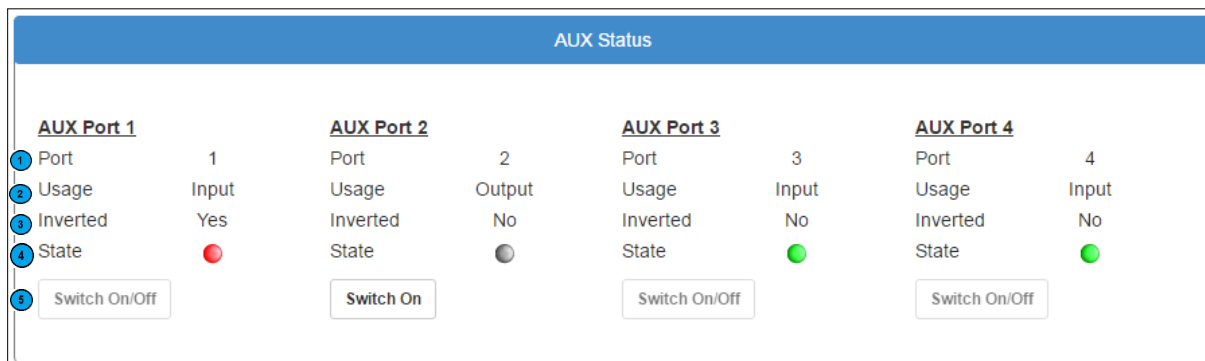 AUX Status
AUX Port 1 AUX Port 2 AUX Port 3 AUX Port 4
1 Port 1 Port 2 Port 3 Port 4
2 Usage Input Usage Output Usage Input Usage Input
3 Inverted Yes Inverted No Inverted No Inverted No
4 State State State State
5 Switch On/Off Switch On Switch On/Off Switch On/Off